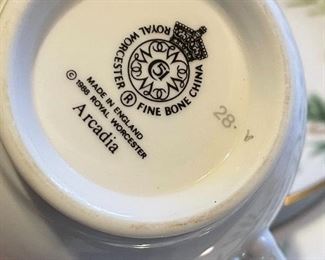 ROYAL WORCESTER ®
FINE BONE CHINA
MADE IN ENGLAND
© 1988 ROYAL WORCESTER
Arcadia
28.